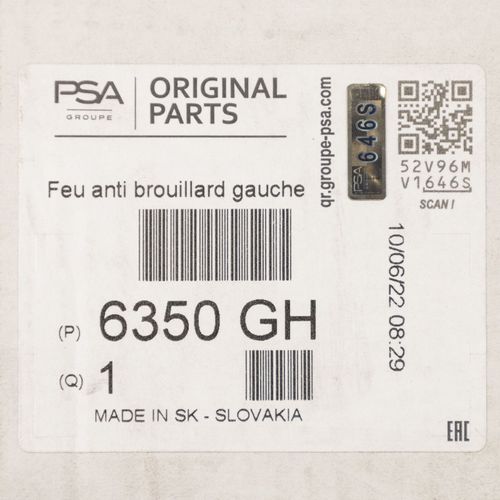 PSA
GROUPE
ORIGINAL
PARTS
qr.groupe-psa.com
PSA 646S
52V96M
V1646S
SCAN!
Feu anti brouillard gauche
10/06/22 08:29
(P) 6350 GH
(Q) 1
MADE IN SK - SLOVAKIA
EAC